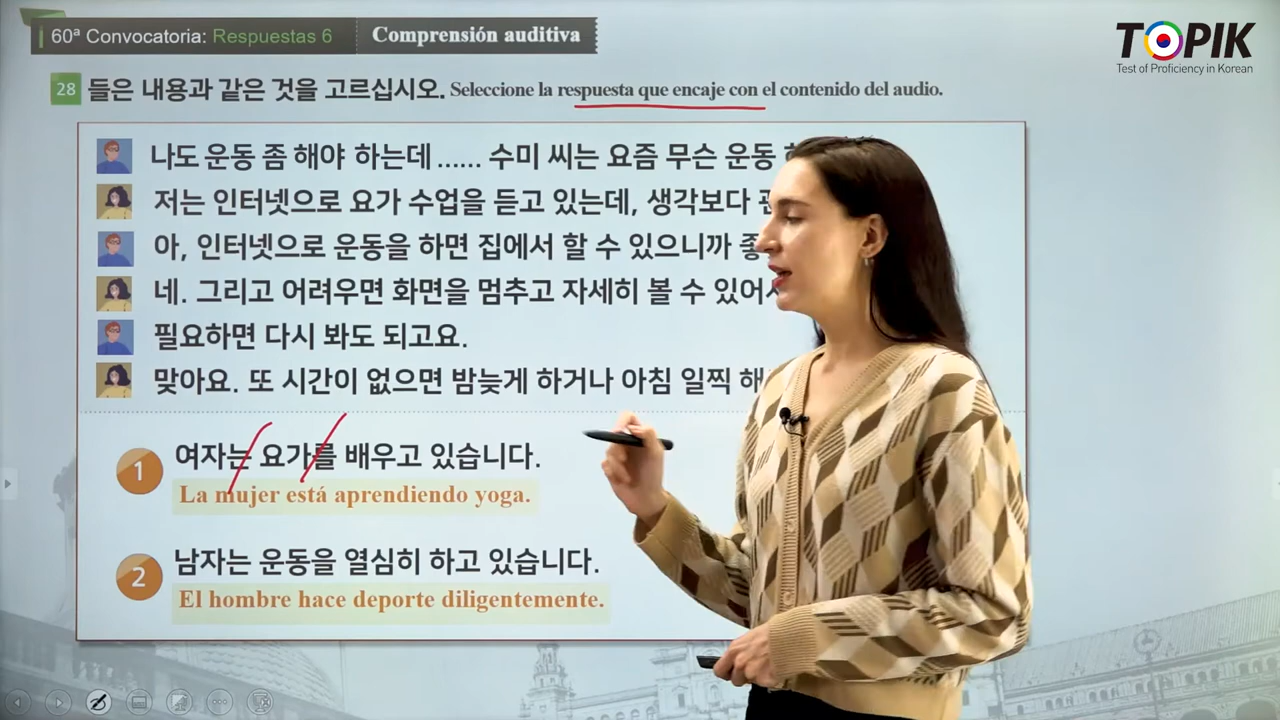 60ª Convocatoria: Respuestas 6 Comprensión auditiva
TOPIK
Test of Proficiency in Korean
28 들은 내용과 같은 것을 고르십시오. Seleccione la respuesta que encaje con el contenido del audio.
나도 운동 좀 해야 하는데 …… 수미 씨는 요즘 무슨 운동
저는 인터넷으로 요가 수업을 듣고 있는데, 생각보다
아, 인터넷으로 운동을 하면 집에서 할 수 있으니까
네. 그리고 어려우면 화면을 멈추고 자세히 볼 수 있어서
필요하면 다시 봐도 되고요.
맞아요. 또 시간이 없으면 밤늦게 하거나 아침 일찍 해
1 여자는 요가를 배우고 있습니다.
La mujer está aprendiendo yoga.
2 남자는 운동을 열심히 하고 있습니다.
El hombre hace deporte diligentemente.